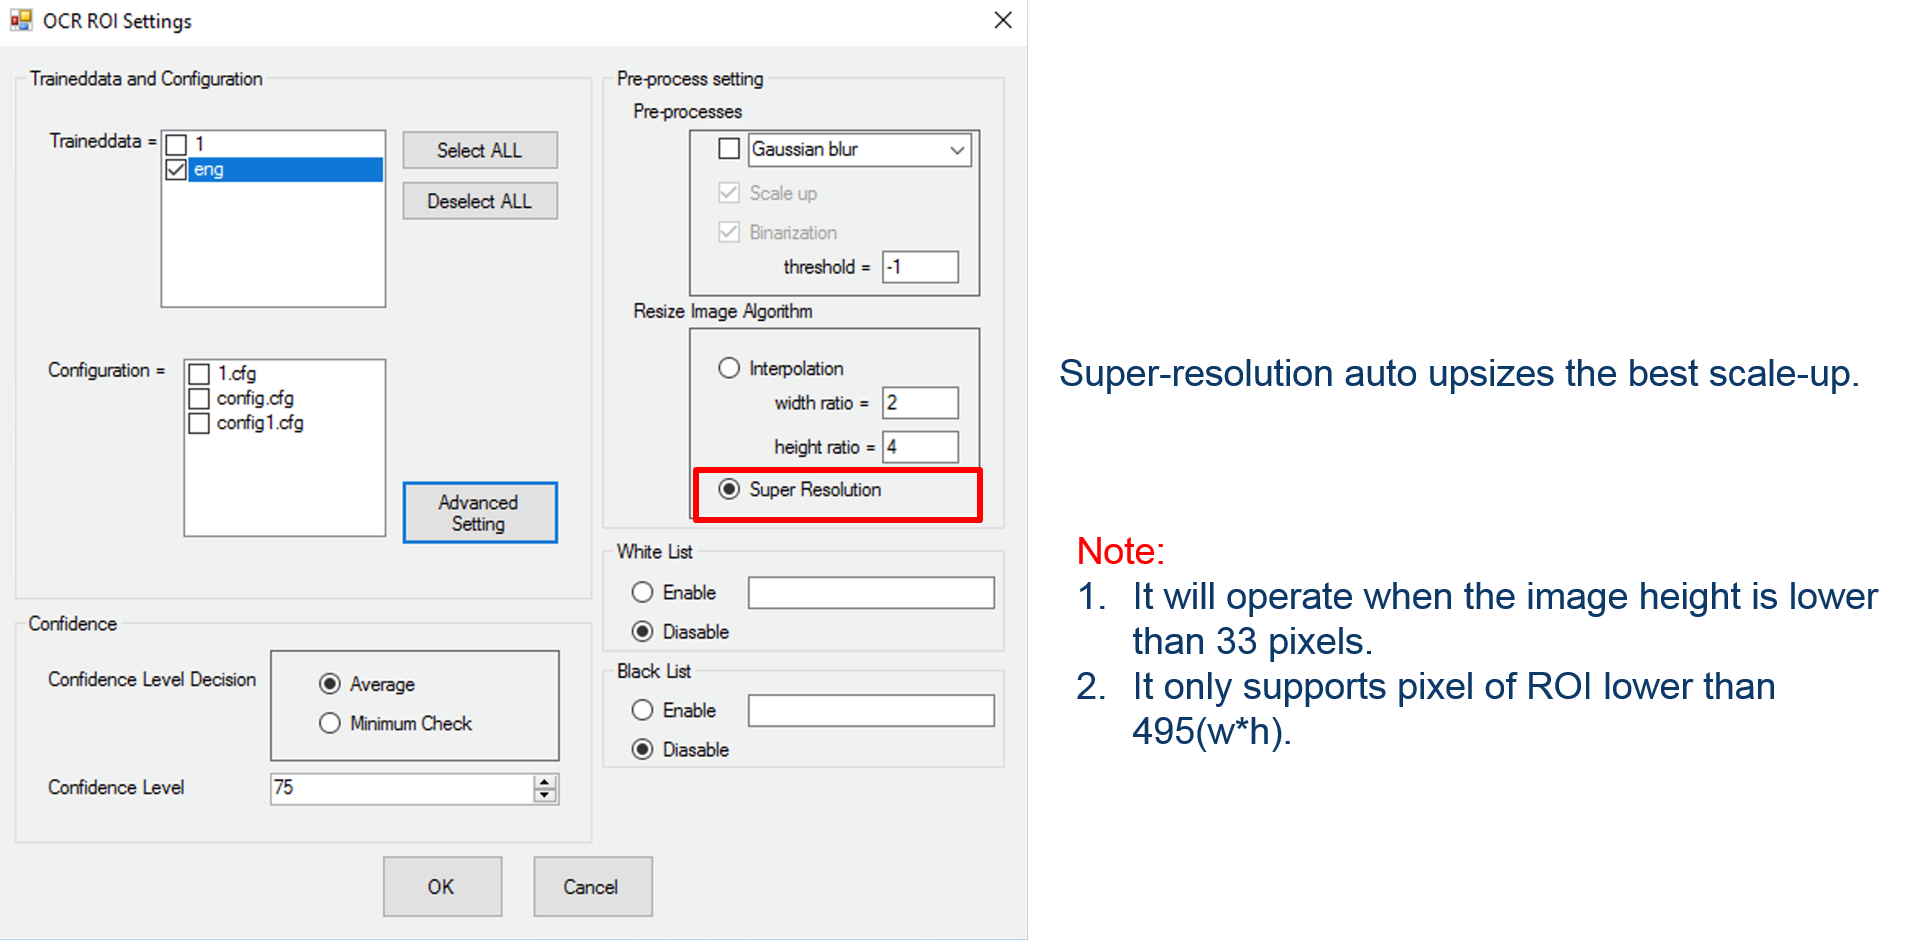 OCR ROI Settings
Traineddata and Configuration
Traineddata =
1
eng
Select ALL
Deselect ALL
Configuration =
1.cfg
config.cfg
config1.cfg
Advanced
Setting
Confidence
Confidence Level Decision
Average
Minimum Check
Confidence Level
75
Pre-process setting
Pre-processes
Gaussian blur
Scale up
Binarization
threshold = -1
Resize Image Algorithm
Interpolation
width ratio = 2
height ratio = 4
Super Resolution
White List
Enable
Diasable
Black List
Enable
Diasable
OK
Cancel
Super-resolution auto upsizes the best scale-up.
Note:
1. It will operate when the image height is lower
than 33 pixels.
2. It only supports pixel of ROI lower than
495(w*h).